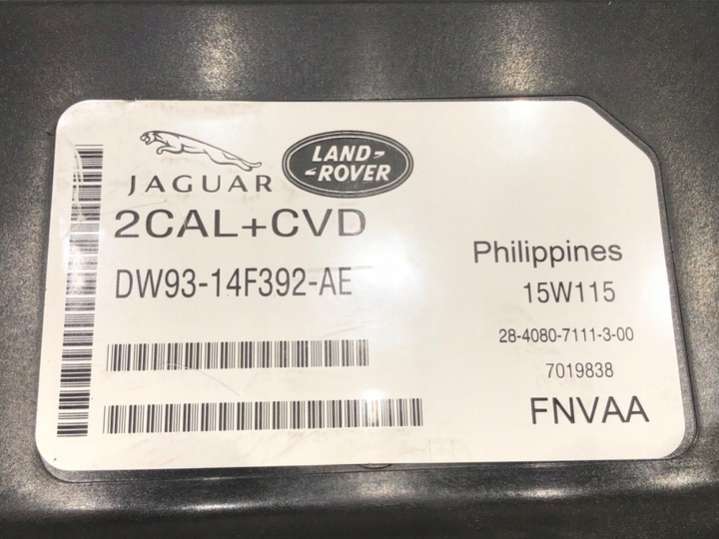 JAGUAR
LAND-
-ROVER
2CAL+CVD
DW93-14F392-AE
Philippines
15W115
28-4080-7111-3-00
7019838
FNVAA